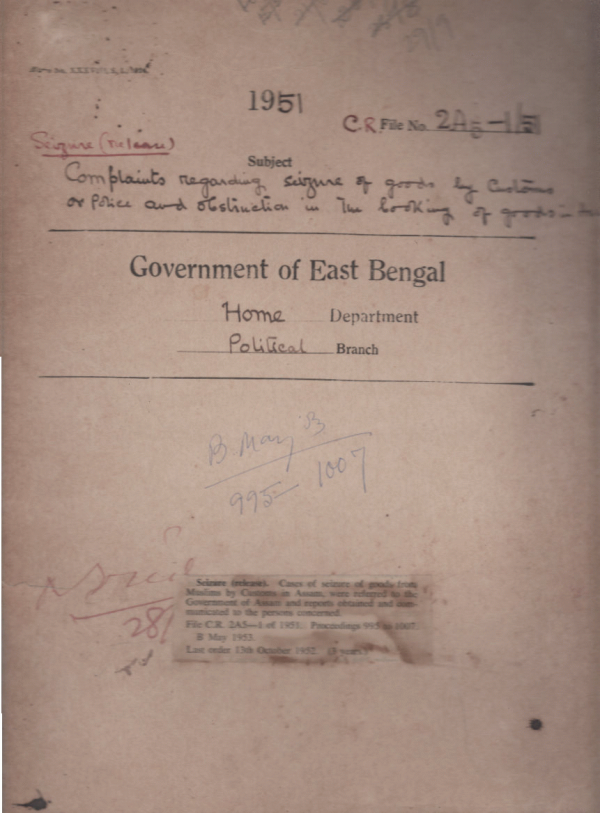 1951
C.R. File No. 2A5-1/51
Seizure (release)
Subject
Complaints regarding seizure of goods by Customs
or Police and obstruction in the booking of goods in
Government of East Bengal
Home Department
Political Branch
B. May 53
995- 1007
28/
Seizure (release). Cases of seizure of goods from
Muslims by Customs in Assam, were referred to the
Government of Assam and reports obtained and com-
municated to the persons concerned.
File C.R. 2A5—1 of 1951. Proceedings 995 to 1007.
B May 1953.
Last order 13th October 1952. (3 years)